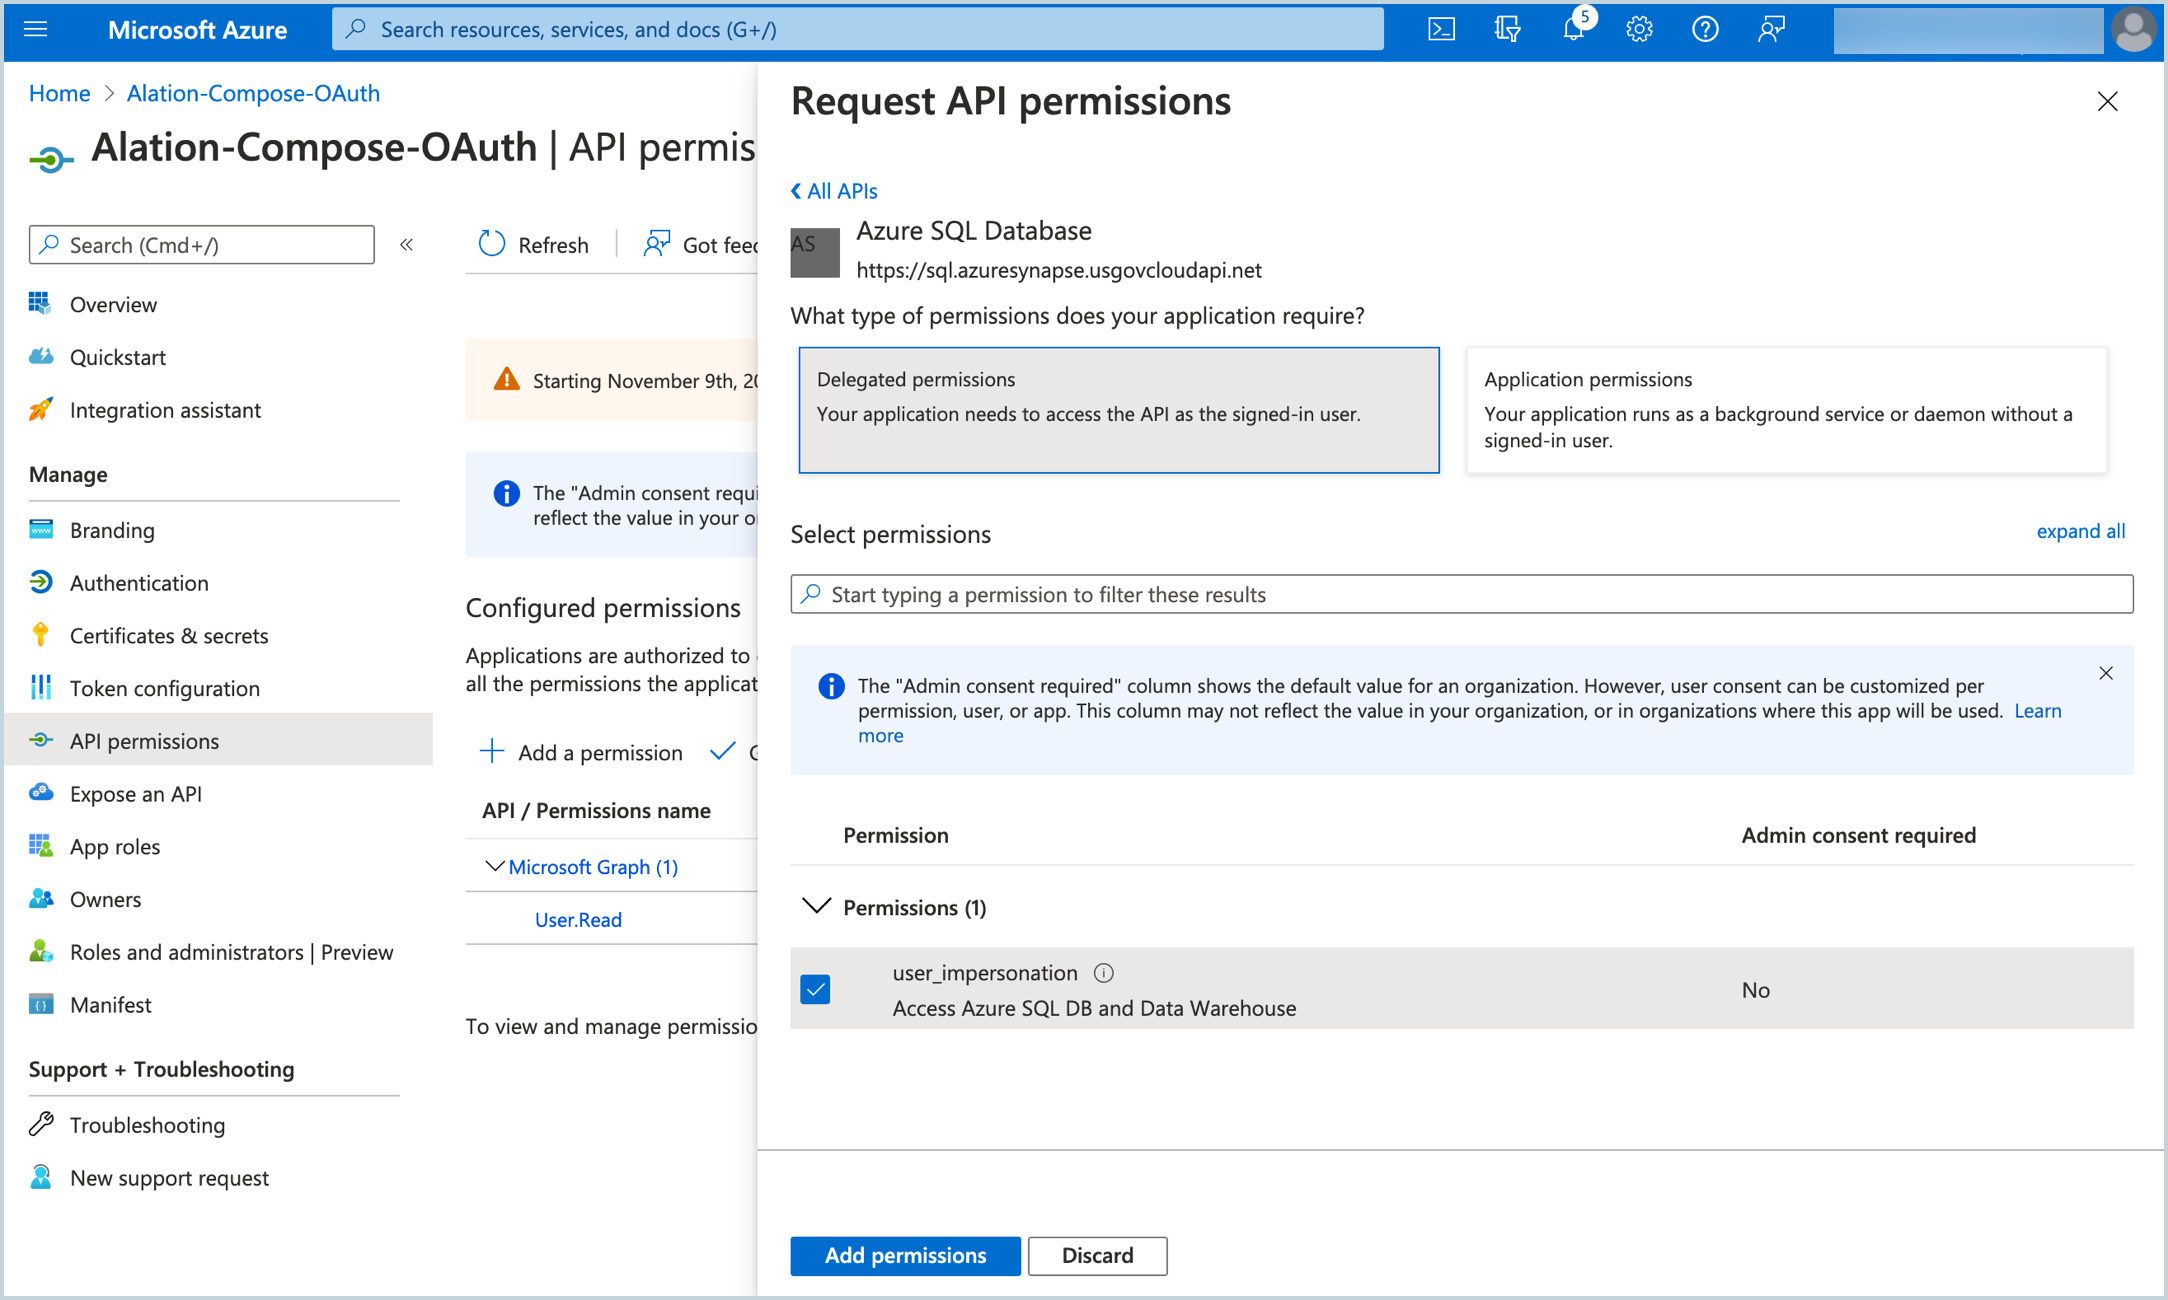 Microsoft Azure
Search resources, services, and docs (G+/)
5
Home > Alation-Compose-OAuth
Alation-Compose-OAuth | API permis
Search (Cmd+/)
«
Overview
Quickstart
Integration assistant
Manage
Branding
Authentication
Certificates & secrets
Token configuration
API permissions
Expose an API
App roles
Owners
Roles and administrators | Preview
Manifest
Support + Troubleshooting
Troubleshooting
New support request
Refresh
Got feed
Starting November 9th, 20
The "Admin consent requi
reflect the value in your o
Configured permissions
Applications are authorized to
all the permissions the applicat
Add a permission
API / Permissions name
Microsoft Graph (1)
User.Read
To view and manage permissio
Request API permissions
All APIs
AS
Azure SQL Database
https://sql.azuresynapse.usgovcloudapi.net
What type of permissions does your application require?
Delegated permissions
Your application needs to access the API as the signed-in user.
Application permissions
Your application runs as a background service or daemon without a
signed-in user.
Select permissions
expand all
Start typing a permission to filter these results
The "Admin consent required" column shows the default value for an organization. However, user consent can be customized per
permission, user, or app. This column may not reflect the value in your organization, or in organizations where this app will be used. Learn
more
Permission
Admin consent required
Permissions (1)
user_impersonation
Access Azure SQL DB and Data Warehouse
No
Add permissions
Discard